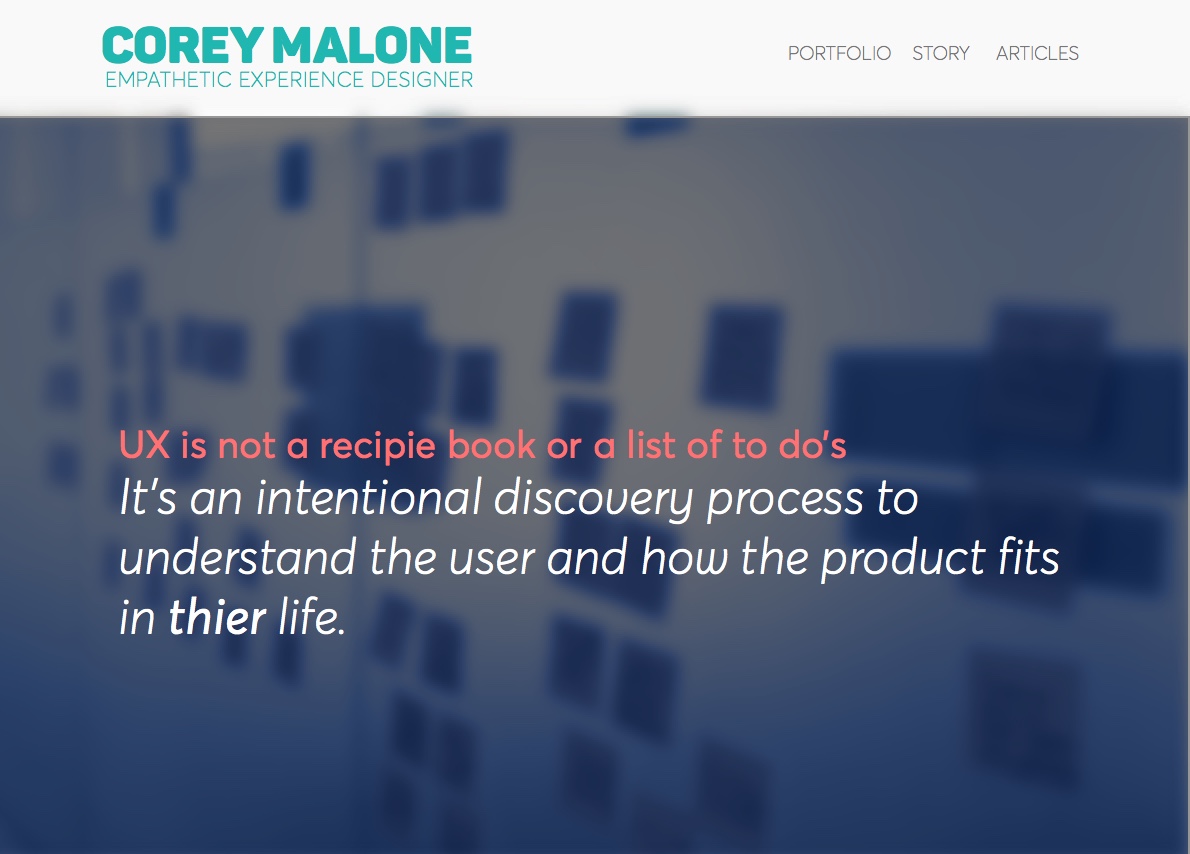 COREY MALONE
EMPATHETIC EXPERIENCE DESIGNER
PORTFOLIO STORY ARTICLES
UX is not a recipie book or a list of to do's
It's an intentional discovery process to
understand the user and how the product fits
in thier life.